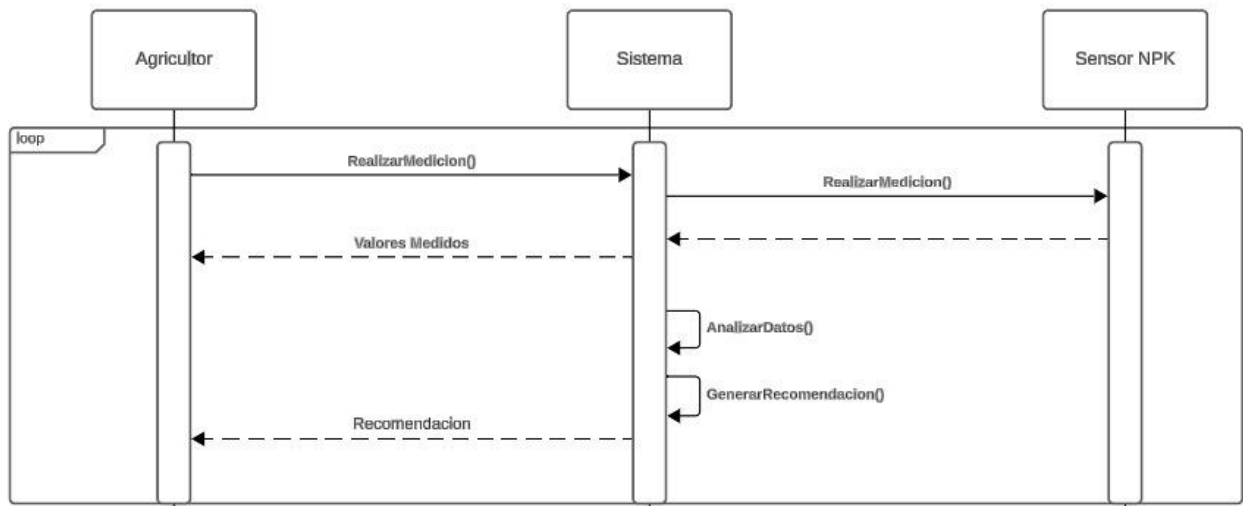 Agricultor
Sistema
Sensor NPK
loop
RealizarMedicion()
RealizarMedicion()
Valores Medidos
AnalizarDatos()
GenerarRecomendacion()
Recomendacion